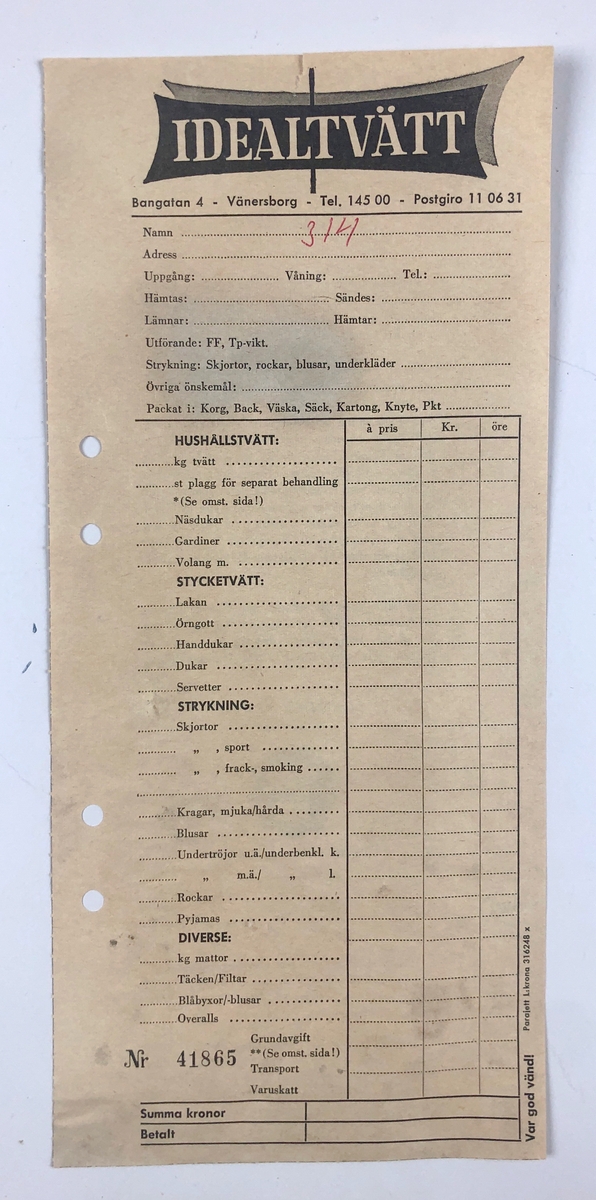 IDEALTVÄTT
Bangatan 4 - Vänersborg - Tel. 145 00 - Postgiro 11 06 31
Namn 314
Adress
Uppgång: Våning: Tel.:
Hämtas: Sändes:
Lämnar: Hämtar:
Utförande: FF, Tp-vikt.
Strykning: Skjortor, rockar, blusar, underkläder
Övriga önskemål:
Packat i: Korg, Back, Väska, Säck, Kartong, Knyte, Pkt
à pris Kr. öre
HUSHÅLLSTVÄTT:
kg tvätt
st plagg för separat behandling
*(Se omst. sida!)
Näsdukar
Gardiner
Volang m.
STYCKETVÄTT:
Lakan
Örngott
Handdukar
Dukar
Servetter
STRYKNING:
Skjortor
„ , sport
„ , frack-, smoking
Kragar, mjuka/hårda
Blusar
Undertröjor u.ä./underbenkl. k.
„ m.ä./ „ l.
Rockar
Pyjamas
DIVERSE:
kg mattor
Täcken/Filtar
Blåbyxor/-blusar
Overalls
Grundavgift
**(Se omst. sida!)
Nr 41865
Transport
Varuskatt
Summa kronor
Betalt
Var god vänd!
Parajett L:krona 316248 x